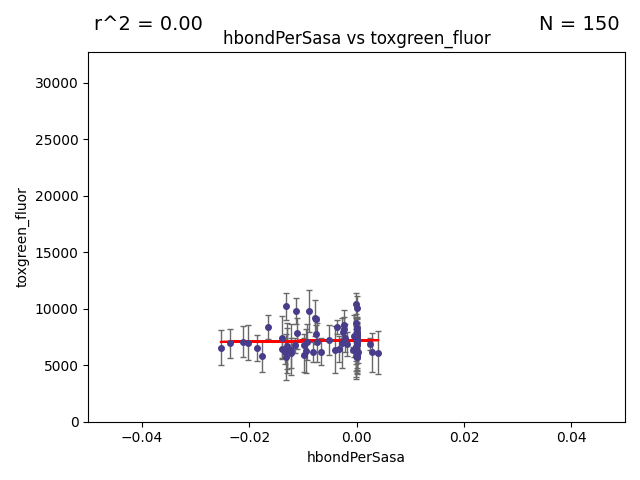 r^2 = 0.00
N = 150
hbondPerSasa vs toxgreen_fluor
30000
25000
20000
15000
10000
5000
0
toxgreen_fluor
−0.04
−0.02
0.00
0.02
0.04
hbondPerSasa